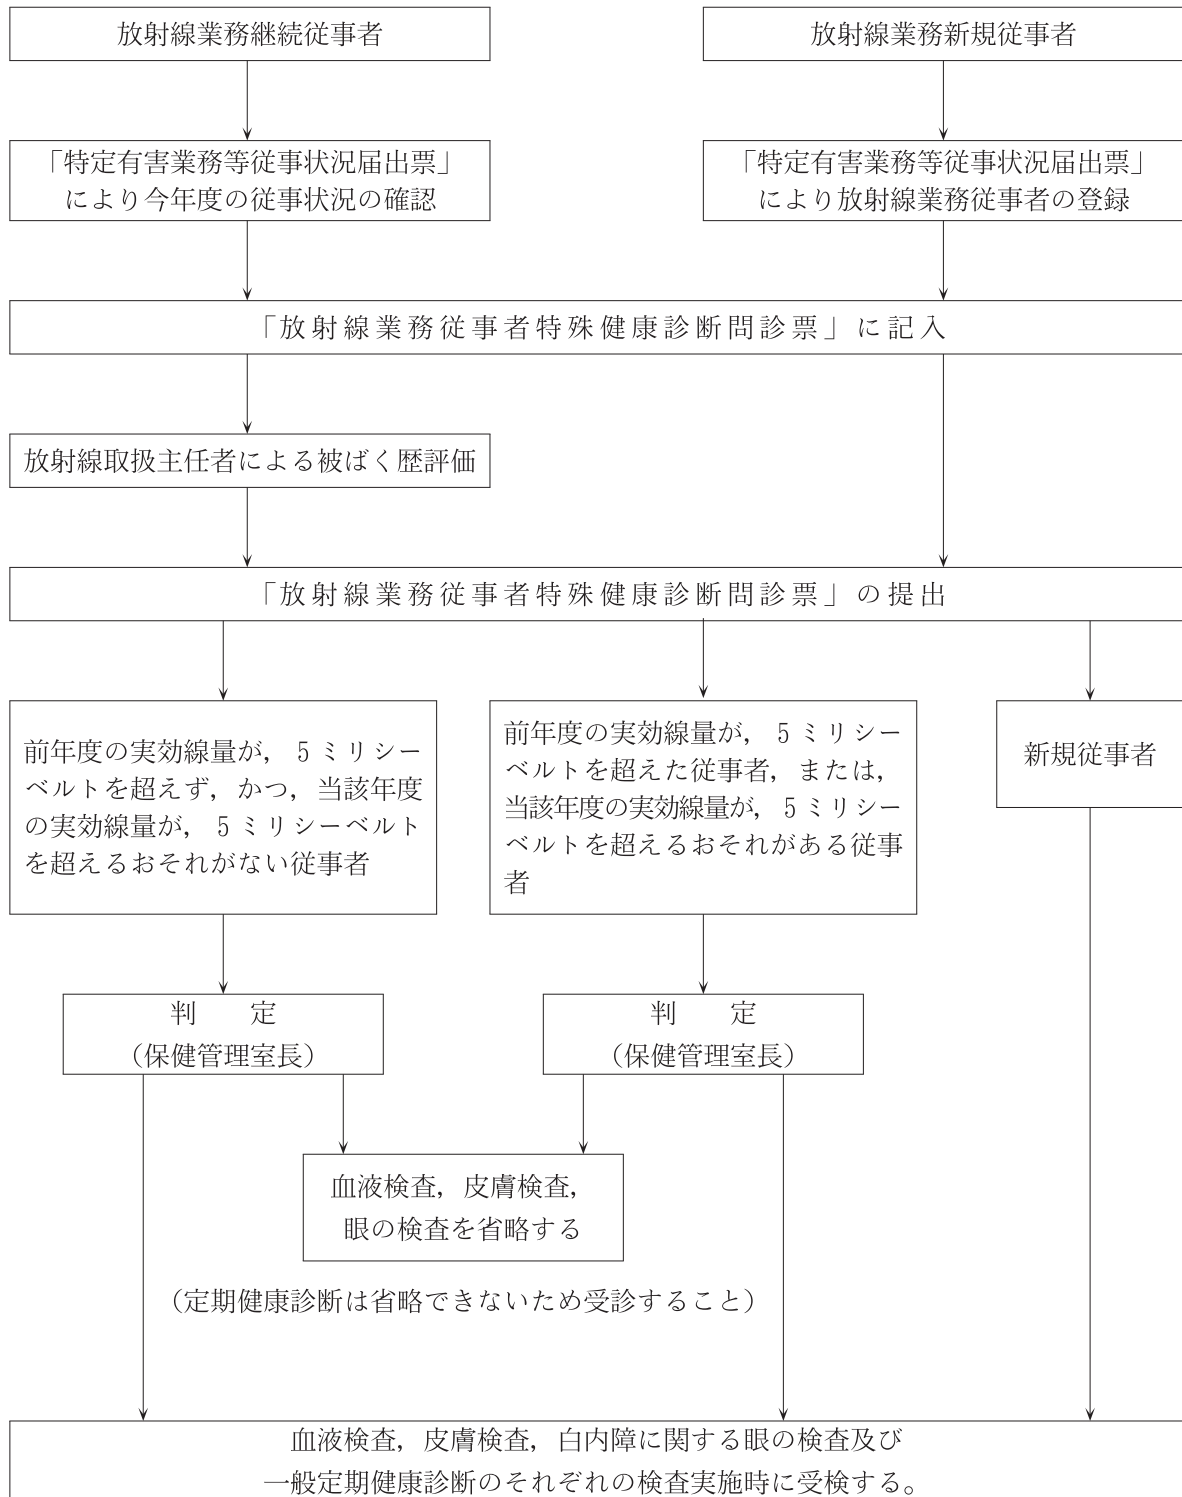 放射線業務継続従事者
放射線業務新規従事者
「特定有害業務等従事状況届出票」
により今年度の従事状況の確認
「特定有害業務等従事状況届出票」
により放射線業務従事者の登録
「放射線業務従事者特殊健康診断問診票」に記入
放射線取扱主任者による被ばく歴評価
「放射線業務従事者特殊健康診断問診票」の提出
前年度の実効線量が，5ミリシー
ベルトを超えず，かつ，当該年度
の実効線量が，5ミリシーベルト
を超えるおそれがない従事者
前年度の実効線量が，5ミリシー
ベルトを超えた従事者，または，
当該年度の実効線量が，5ミリシー
ベルトを超えるおそれがある従事
者
新規従事者
判　　定
（保健管理室長）
判　　定
（保健管理室長）
血液検査，皮膚検査，
眼の検査を省略する
（定期健康診断は省略できないため受診すること）
血液検査，皮膚検査，白内障に関する眼の検査及び
一般定期健康診断のそれぞれの検査実施時に受検する。